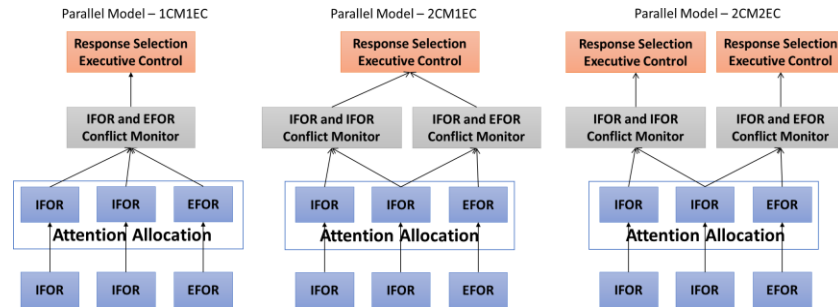 Parallel Model – 1CM1EC
Response Selection
Executive Control
IFOR and EFOR
Conflict Monitor
IFOR IFOR EFOR
Attention Allocation
IFOR IFOR EFOR
Parallel Model – 2CM1EC
Response Selection
Executive Control
IFOR and IFOR
Conflict Monitor
IFOR and EFOR
Conflict Monitor
IFOR IFOR EFOR
Attention Allocation
IFOR IFOR EFOR
Parallel Model – 2CM2EC
Response Selection
Executive Control
Response Selection
Executive Control
IFOR and IFOR
Conflict Monitor
IFOR and EFOR
Conflict Monitor
IFOR IFOR EFOR
Attention Allocation
IFOR IFOR EFOR